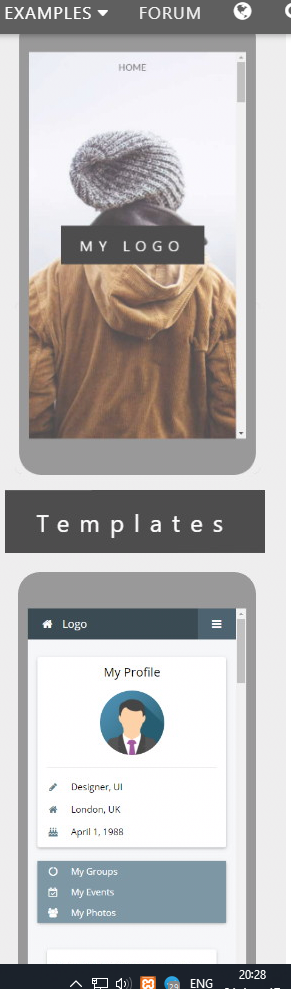 EXAMPLES FORUM
HOME
MY LOGO
Templates
Logo
My Profile
Designer, UI
London, UK
April 1, 1988
My Groups
My Events
My Photos
29 ENG 20:28